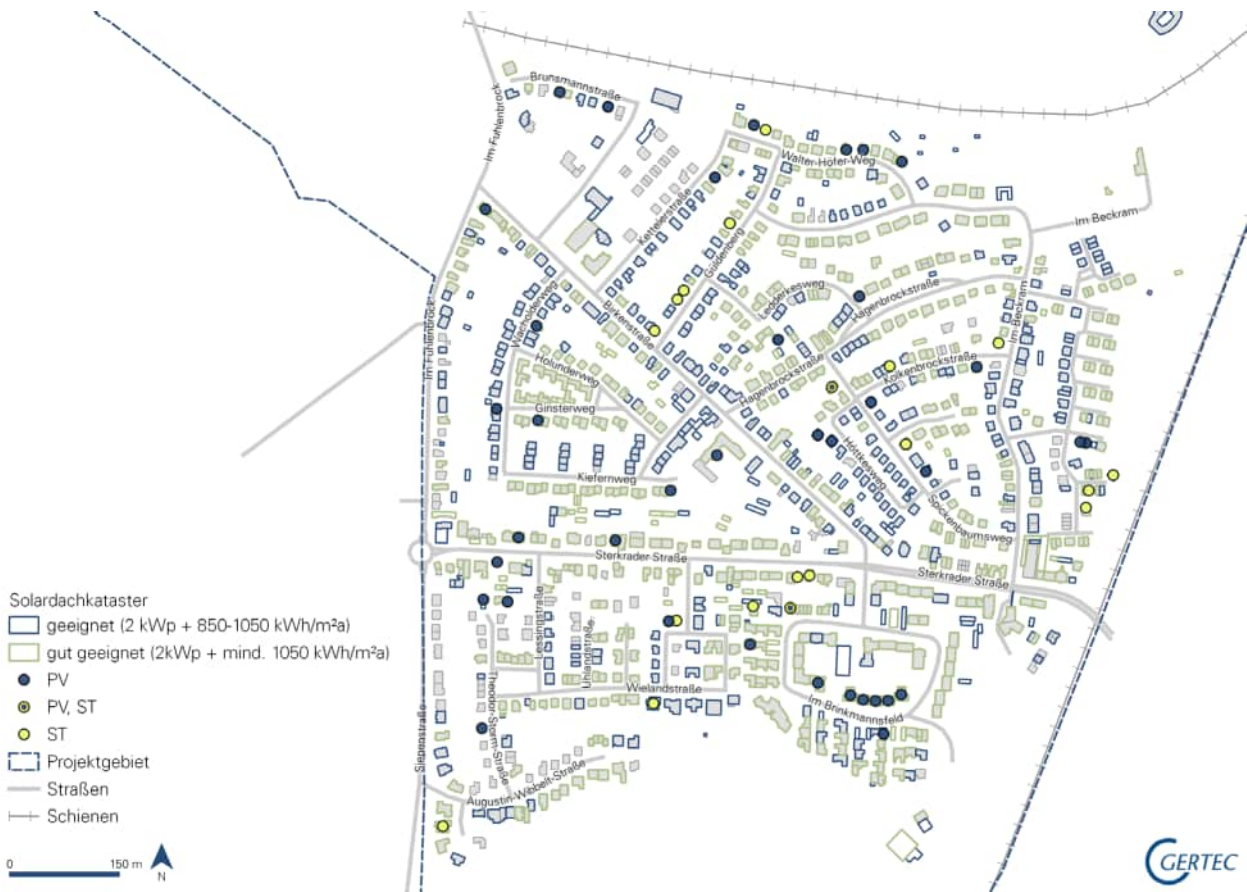 Brunsmannstraße
Im Fuhlenbrock
Walter-Hofer-Weg
Kettelerstraße
Im Beckram
Güldenberg
Wacholderweg
Ledderkesweg
Hagenbrockstraße
Im Fuhlenbrock
Birkenstraße
Im Beckram
Holunderweg
Kolkenbrockstraße
Hagenbrockstraße
Ginsterweg
Höttkesweg
Kiefernweg
Spickenbaumsweg
Sterkrader Straße
Sterkrader Straße
Lessingstraße
Uhlandstraße
Wielandstraße
Theodor-Storm-Straße
Im Brinkmannsfeld
Siepenstraße
Augustin-Wibbelt-Straße
Solardachkataster
geeignet (2 kWp + 850-1050 kWh/m²a)
gut geeignet (2kWp + mind. 1050 kWh/m²a)
PV
PV, ST
ST
Projektgebiet
Straßen
Schienen
0 150 m
N
GERTEC